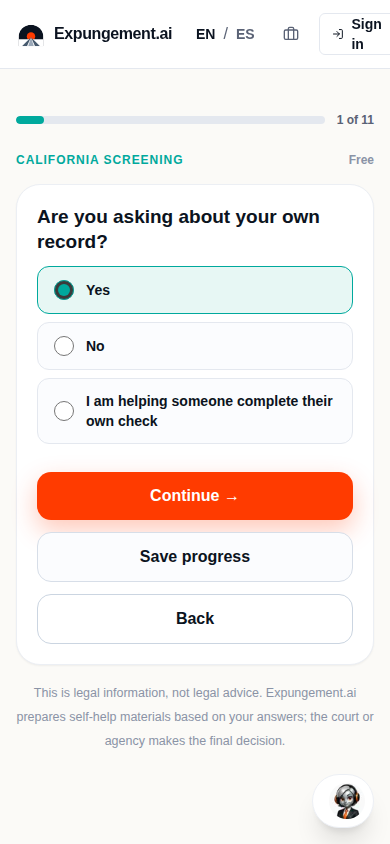 Expungement.ai EN / ES Sign
in
1 of 11
CALIFORNIA SCREENING Free
Are you asking about your own
record?
Yes
No
I am helping someone complete their
own check
Continue →
Save progress
Back
This is legal information, not legal advice. Expungement.ai
prepares self-help materials based on your answers; the court or
agency makes the final decision.